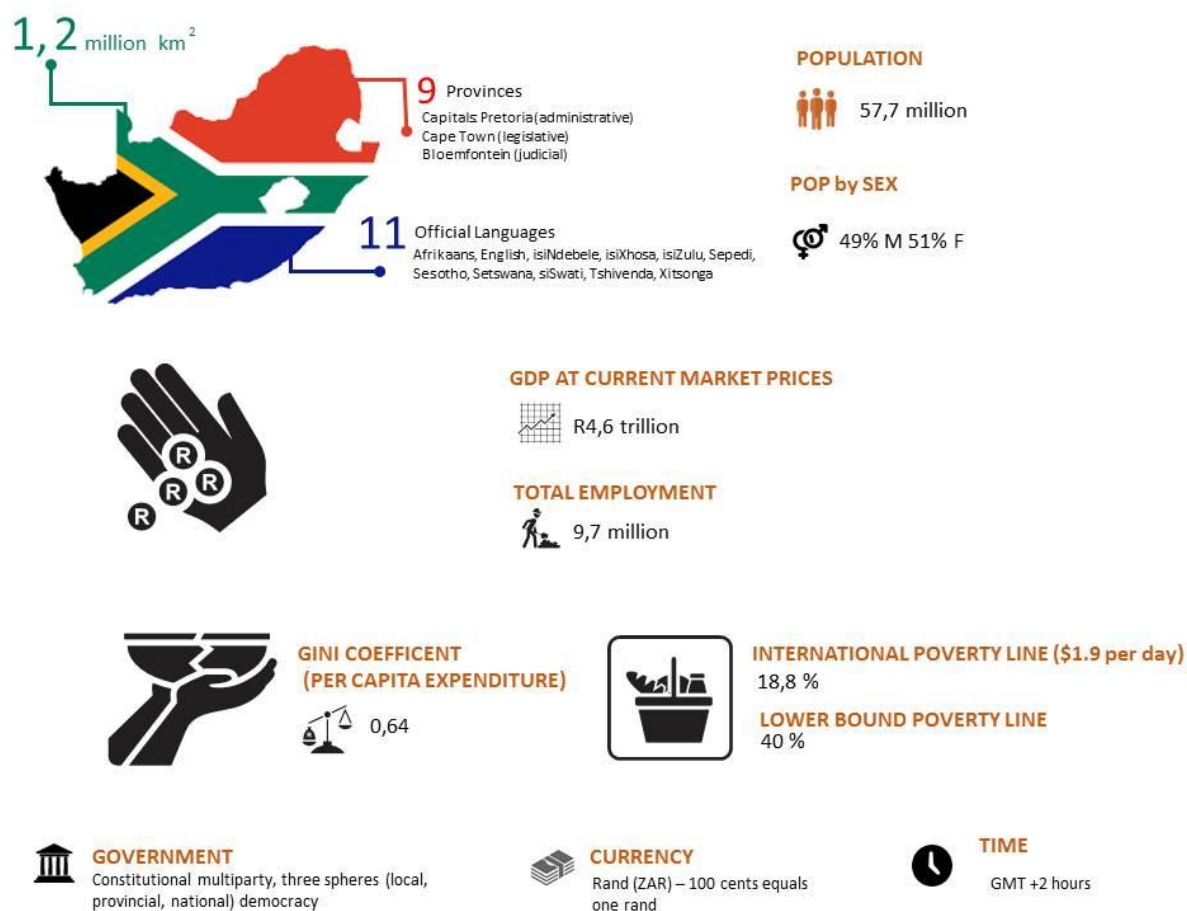 1, 2 million km²
9 Provinces
Capitals: Pretoria (administrative)
Cape Town (legislative)
Bloemfontein (judicial)
11 Official Languages
Afrikaans, English, isiNdebele, isiXhosa, isiZulu, Sepedi,
Sesotho, Setswana, siSwati, Tshivenda, Xitsonga
POPULATION
57,7 million
POP by SEX
49% M 51% F
R
R
R
R
GDP AT CURRENT MARKET PRICES
R4,6 trillion
TOTAL EMPLOYMENT
9,7 million
GINI COEFFICENT
(PER CAPITA EXPENDITURE)
0,64
INTERNATIONAL POVERTY LINE ($1.9 per day)
18,8 %
LOWER BOUND POVERTY LINE
40 %
GOVERNMENT
Constitutional multiparty, three spheres (local,
provincial, national) democracy
CURRENCY
Rand (ZAR) – 100 cents equals
one rand
TIME
GMT +2 hours